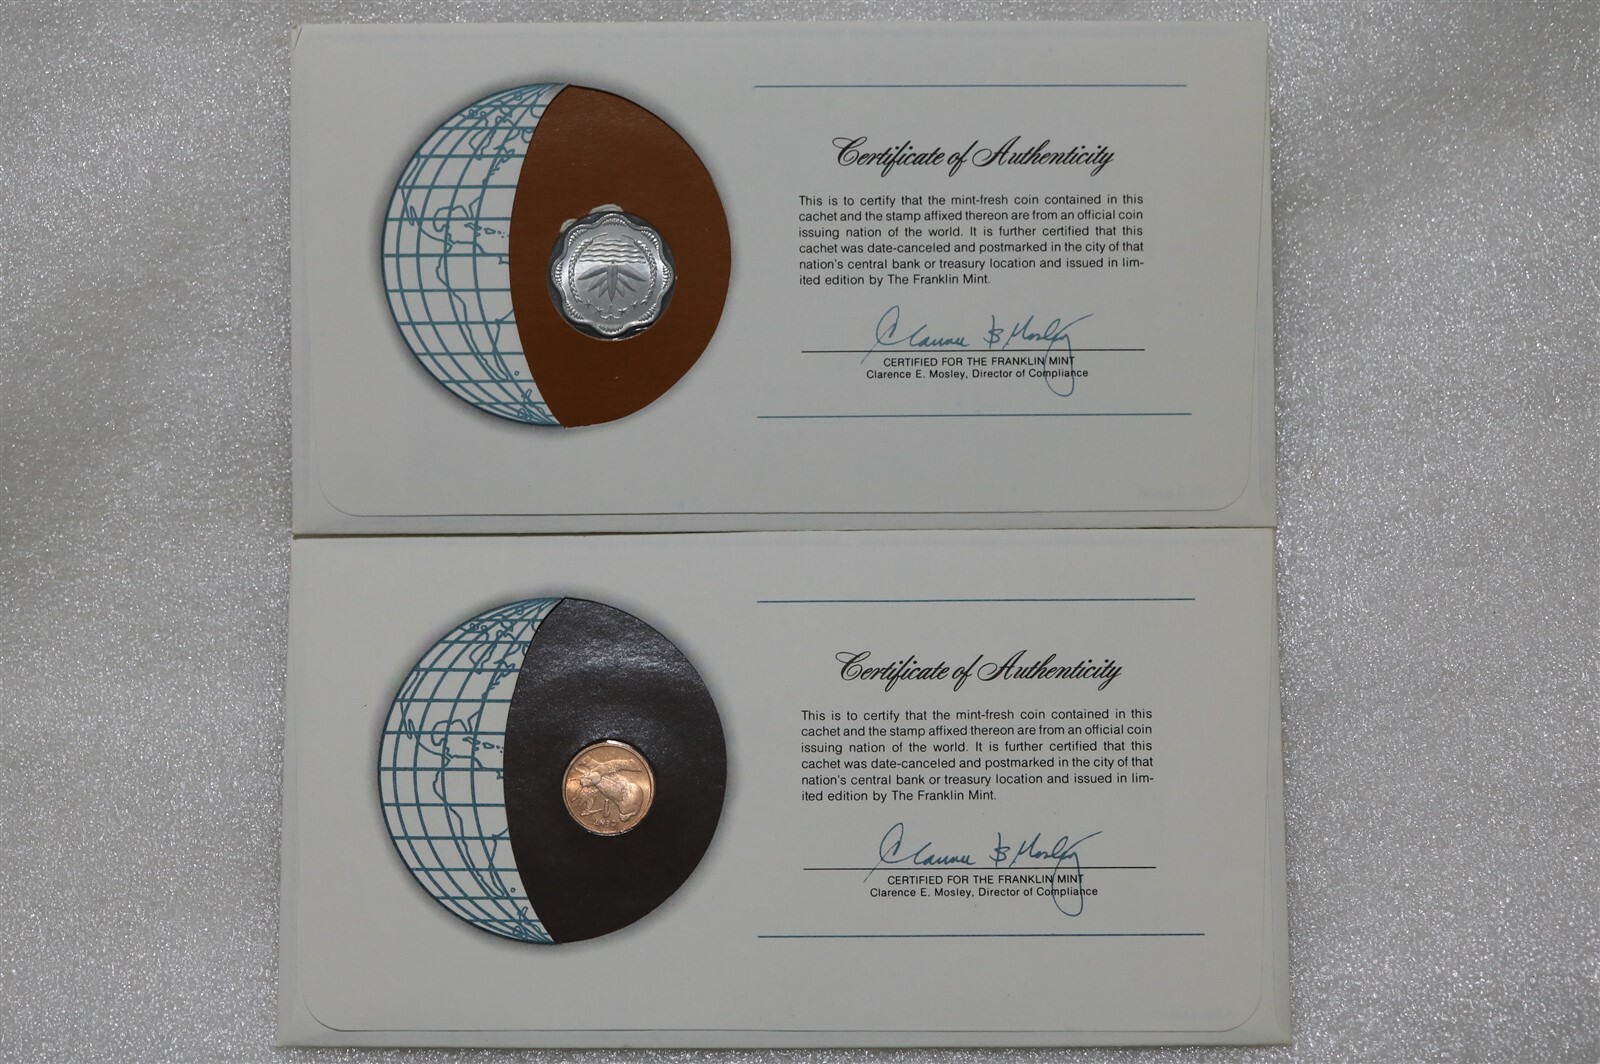 Certificate of Authenticity
This is to certify that the mint-fresh coin contained in this
cachet and the stamp affixed thereon are from an official coin
issuing nation of the world. It is further certified that this
cachet was date-canceled and postmarked in the city of that
nation's central bank or treasury location and issued in lim-
ited edition by The Franklin Mint.
CERTIFIED FOR THE FRANKLIN MINT
Clarence E. Mosley, Director of Compliance
Certificate of Authenticity
This is to certify that the mint-fresh coin contained in this
cachet and the stamp affixed thereon are from an official coin
issuing nation of the world. It is further certified that this
cachet was date-canceled and postmarked in the city of that
nation's central bank or treasury location and issued in lim-
ited edition by The Franklin Mint.
CERTIFIED FOR THE FRANKLIN MINT
Clarence E. Mosley, Director of Compliance